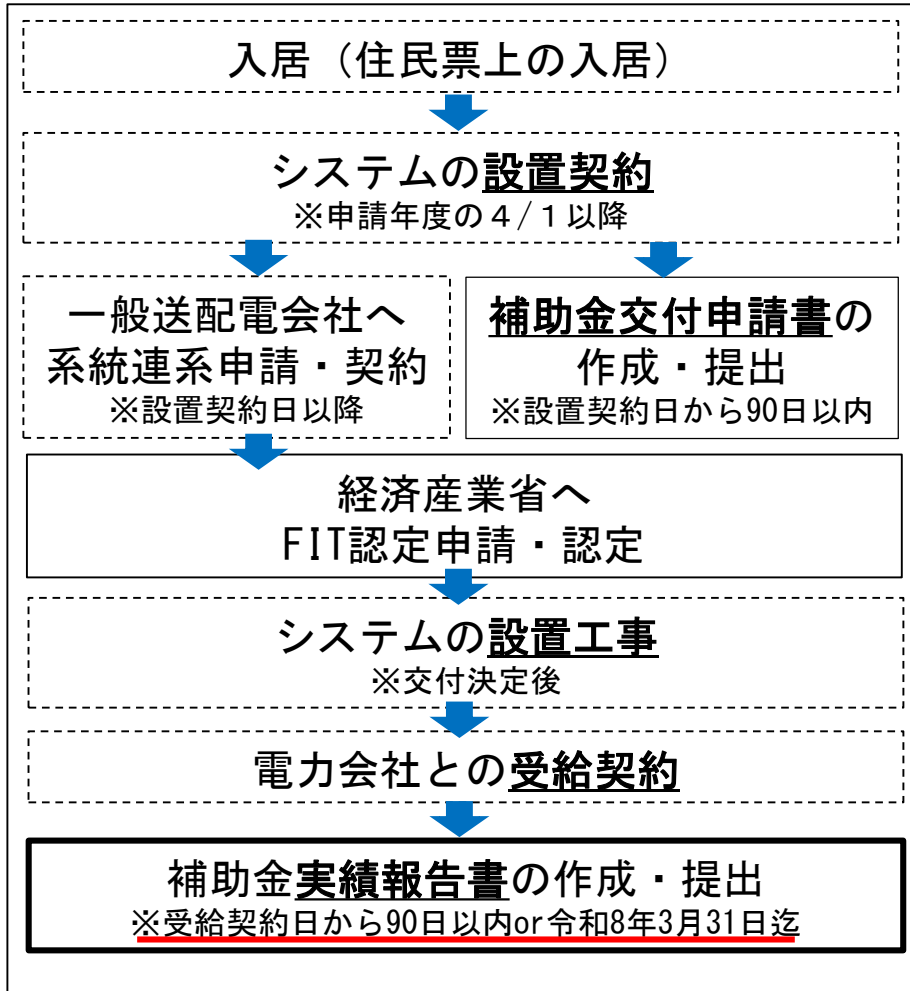 入居（住民票上の入居）
システムの設置契約
※申請年度の４/１以降
一般送配電会社へ
系統連系申請・契約
※設置契約日以降
補助金交付申請書の
作成・提出
※設置契約日から90日以内
経済産業省へ
FIT認定申請・認定
システムの設置工事
※交付決定後
電力会社との受給契約
補助金実績報告書の作成・提出
※受給契約日から90日以内or令和8年3月31日迄